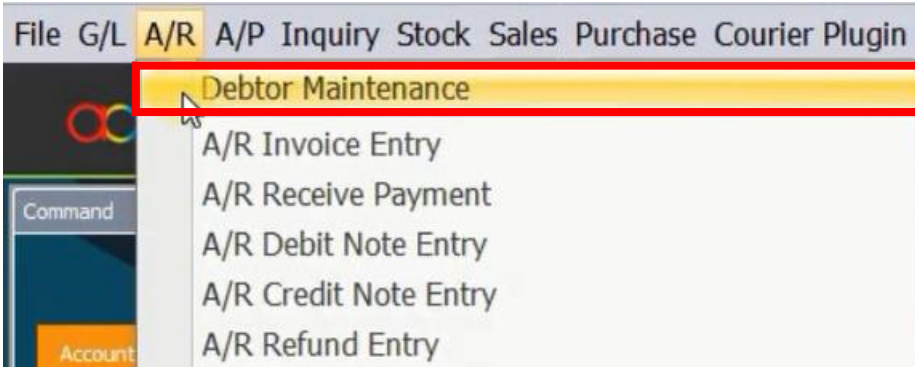 File G/L A/R A/P Inquiry Stock Sales Purchase Courier Plugin
Debtor Maintenance
A/R Invoice Entry
A/R Receive Payment
Command
A/R Debit Note Entry
A/R Credit Note Entry
Account
A/R Refund Entry